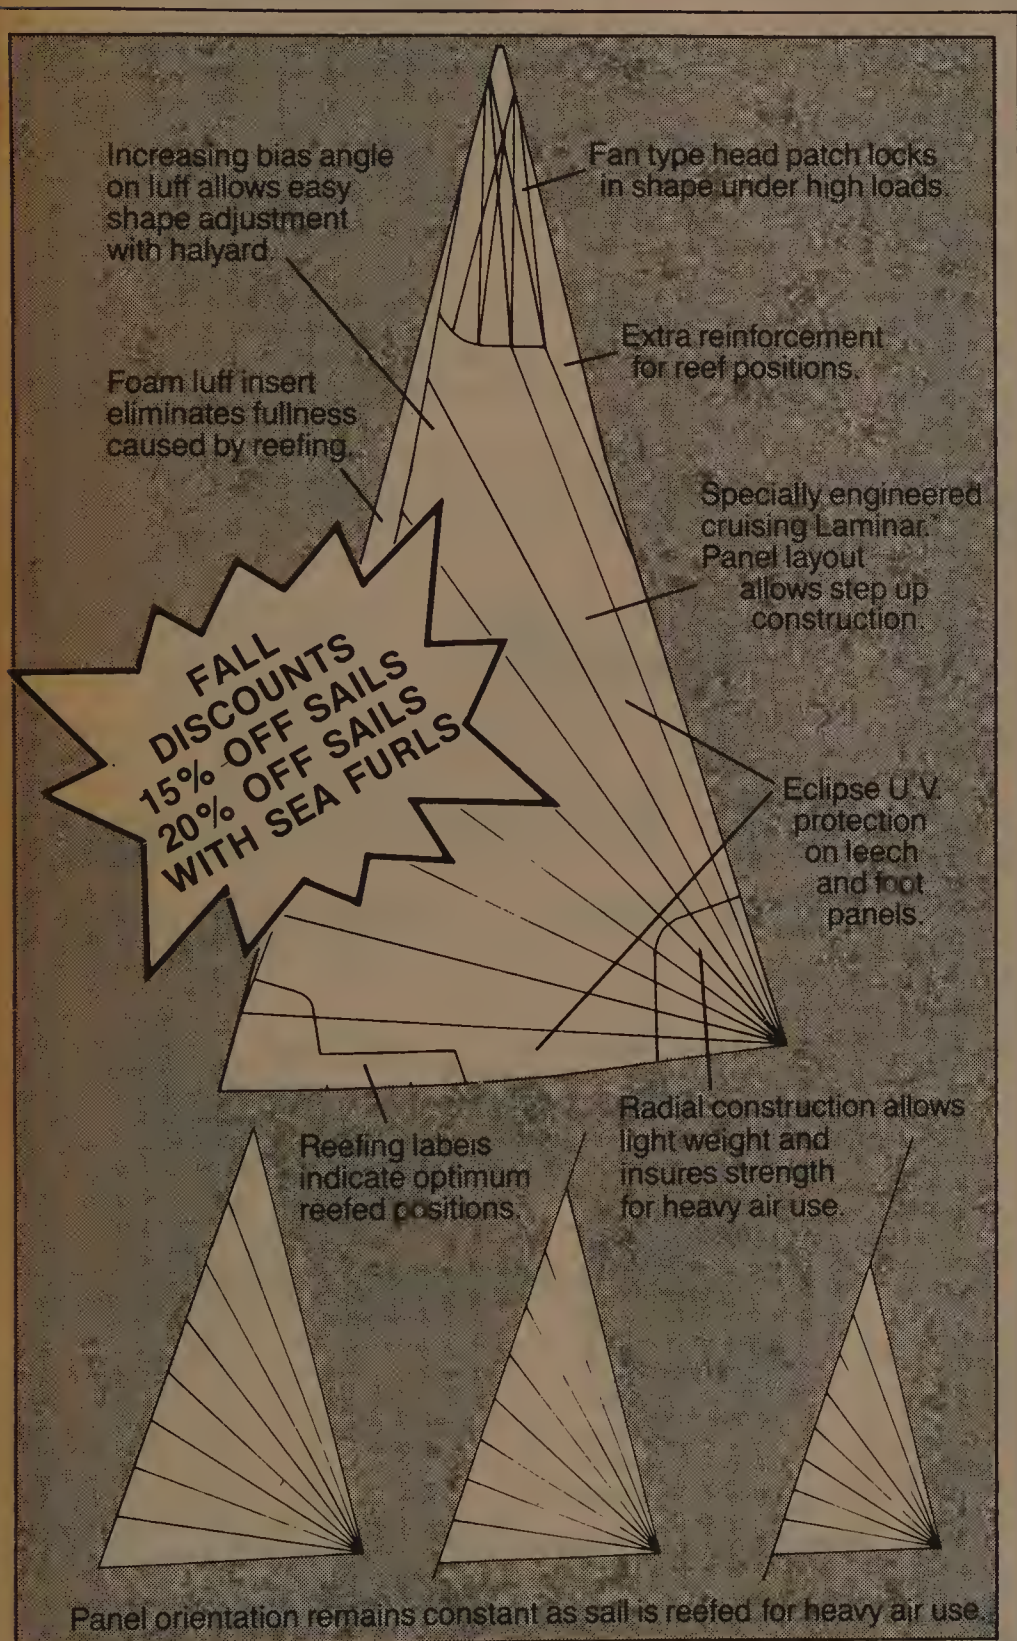 Increasing bias angle
on luff allows easy
shape adjustment
with halyard.
Fan type head patch locks
in shape under high loads.
Extra reinforcement
for reef positions.
Foam luff insert
eliminates fullness
caused by reefing.
Specially engineered
cruising Laminar.*
Panel layout
allows step up
construction.
FALL
DISCOUNTS
15% OFF SAILS
20% OFF SAILS
WITH SEA FURLS
Eclipse U.V.
protection
on leech
and foot
panels.
Reefing labels
indicate optimum
reefed positions.
Radial construction allows
light weight and
insures strength
for heavy air use.
Panel orientation remains constant as sail is reefed for heavy air use.